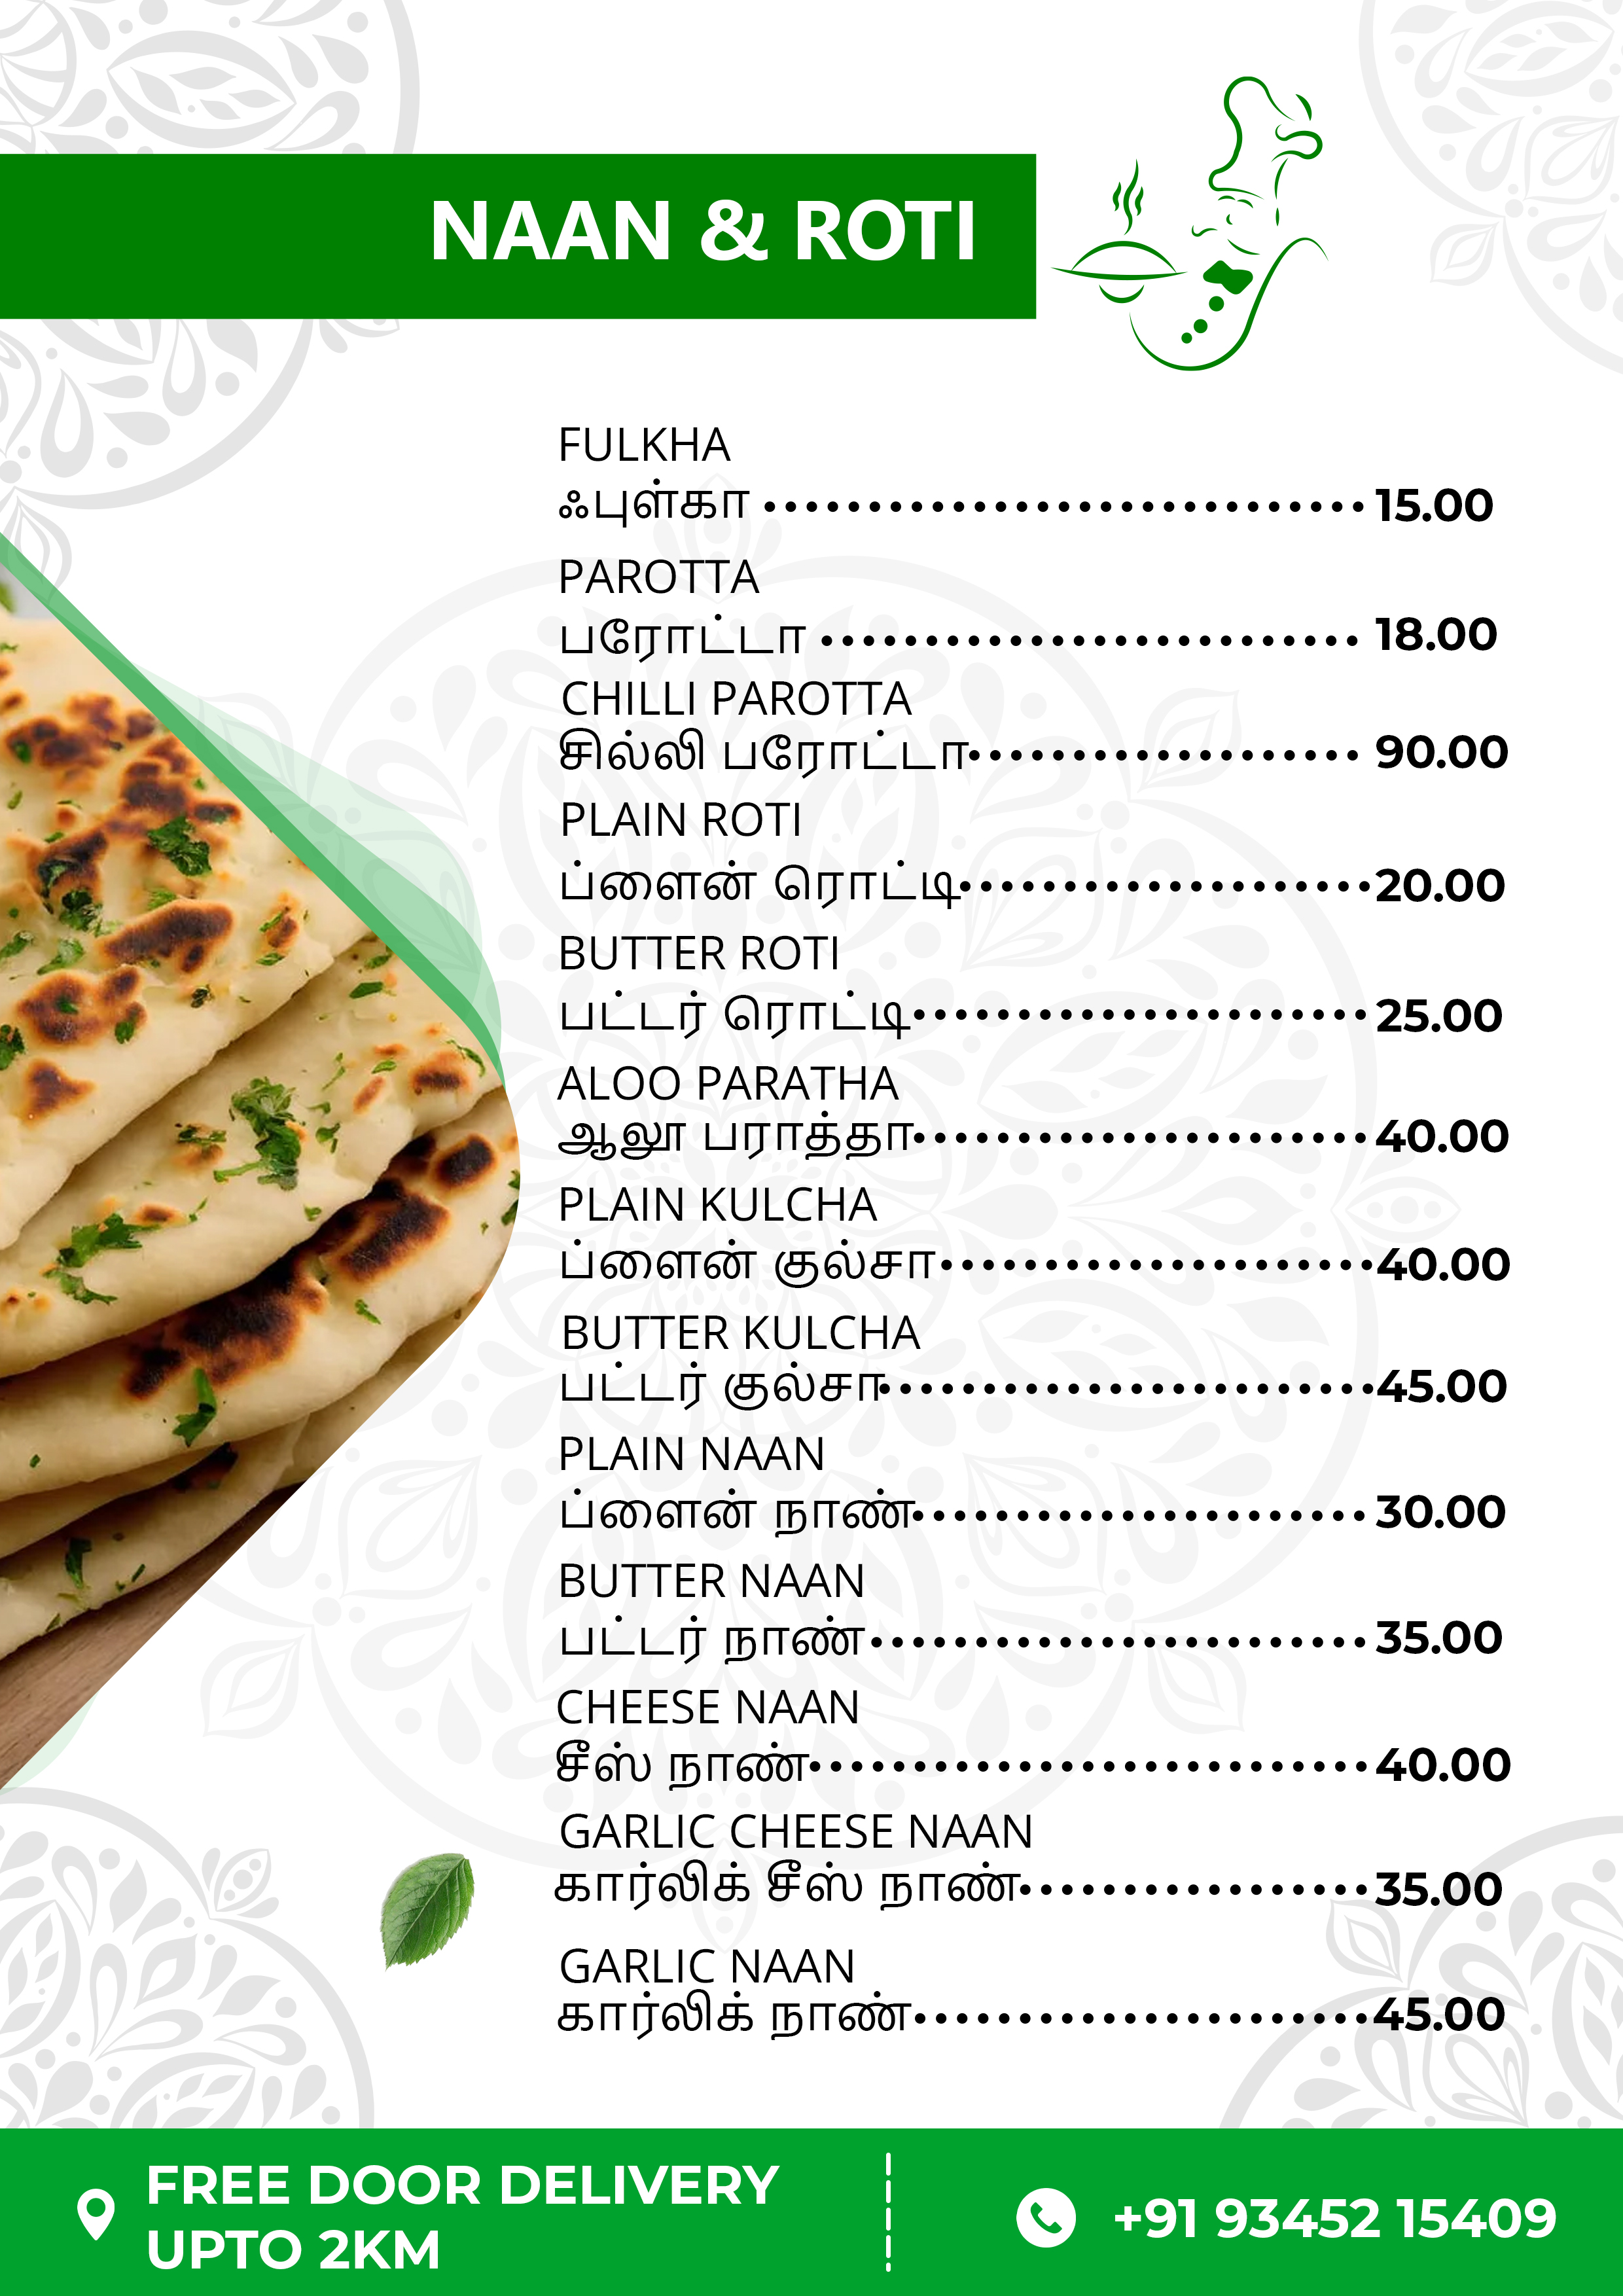 NAAN & ROTI
FULKHA
ஃபுள்கா 15.00
PAROTTA
பரோட்டா 18.00
CHILLI PAROTTA
சில்லி பரோட்டா 90.00
PLAIN ROTI
ப்ளைன் ரொட்டி 20.00
BUTTER ROTI
பட்டர் ரொட்டி 25.00
ALOO PARATHA
ஆலூ பராத்தா 40.00
PLAIN KULCHA
ப்ளைன் குல்சா 40.00
BUTTER KULCHA
பட்டர் குல்சா 45.00
PLAIN NAAN
ப்ளைன் நாண் 30.00
BUTTER NAAN
பட்டர் நாண் 35.00
CHEESE NAAN
சீஸ் நாண் 40.00
GARLIC CHEESE NAAN
கார்லிக் சீஸ் நாண் 35.00
GARLIC NAAN
கார்லிக் நாண் 45.00
FREE DOOR DELIVERY
UPTO 2KM
+91 93452 15409